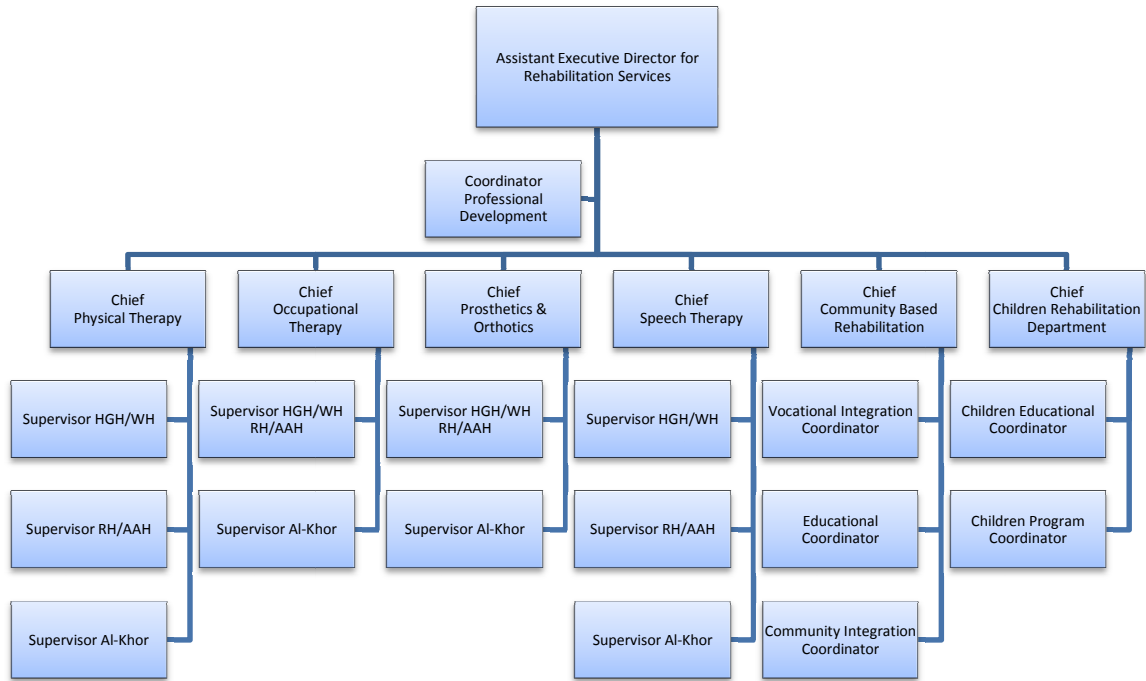 Assistant Executive Director for
Rehabilitation Services
Coordinator
Professional
Development
Chief
Physical Therapy
Chief
Occupational
Therapy
Chief
Prosthetics &
Orthotics
Chief
Speech Therapy
Chief
Community Based
Rehabilitation
Chief
Children Rehabilitation
Department
Supervisor HGH/WH
Supervisor HGH/WH
RH/AAH
Supervisor HGH/WH
RH/AAH
Supervisor HGH/WH
Vocational Integration
Coordinator
Children Educational
Coordinator
Supervisor RH/AAH
Supervisor Al-Khor
Supervisor Al-Khor
Supervisor RH/AAH
Educational
Coordinator
Children Program
Coordinator
Supervisor Al-Khor
Supervisor Al-Khor
Community Integration
Coordinator